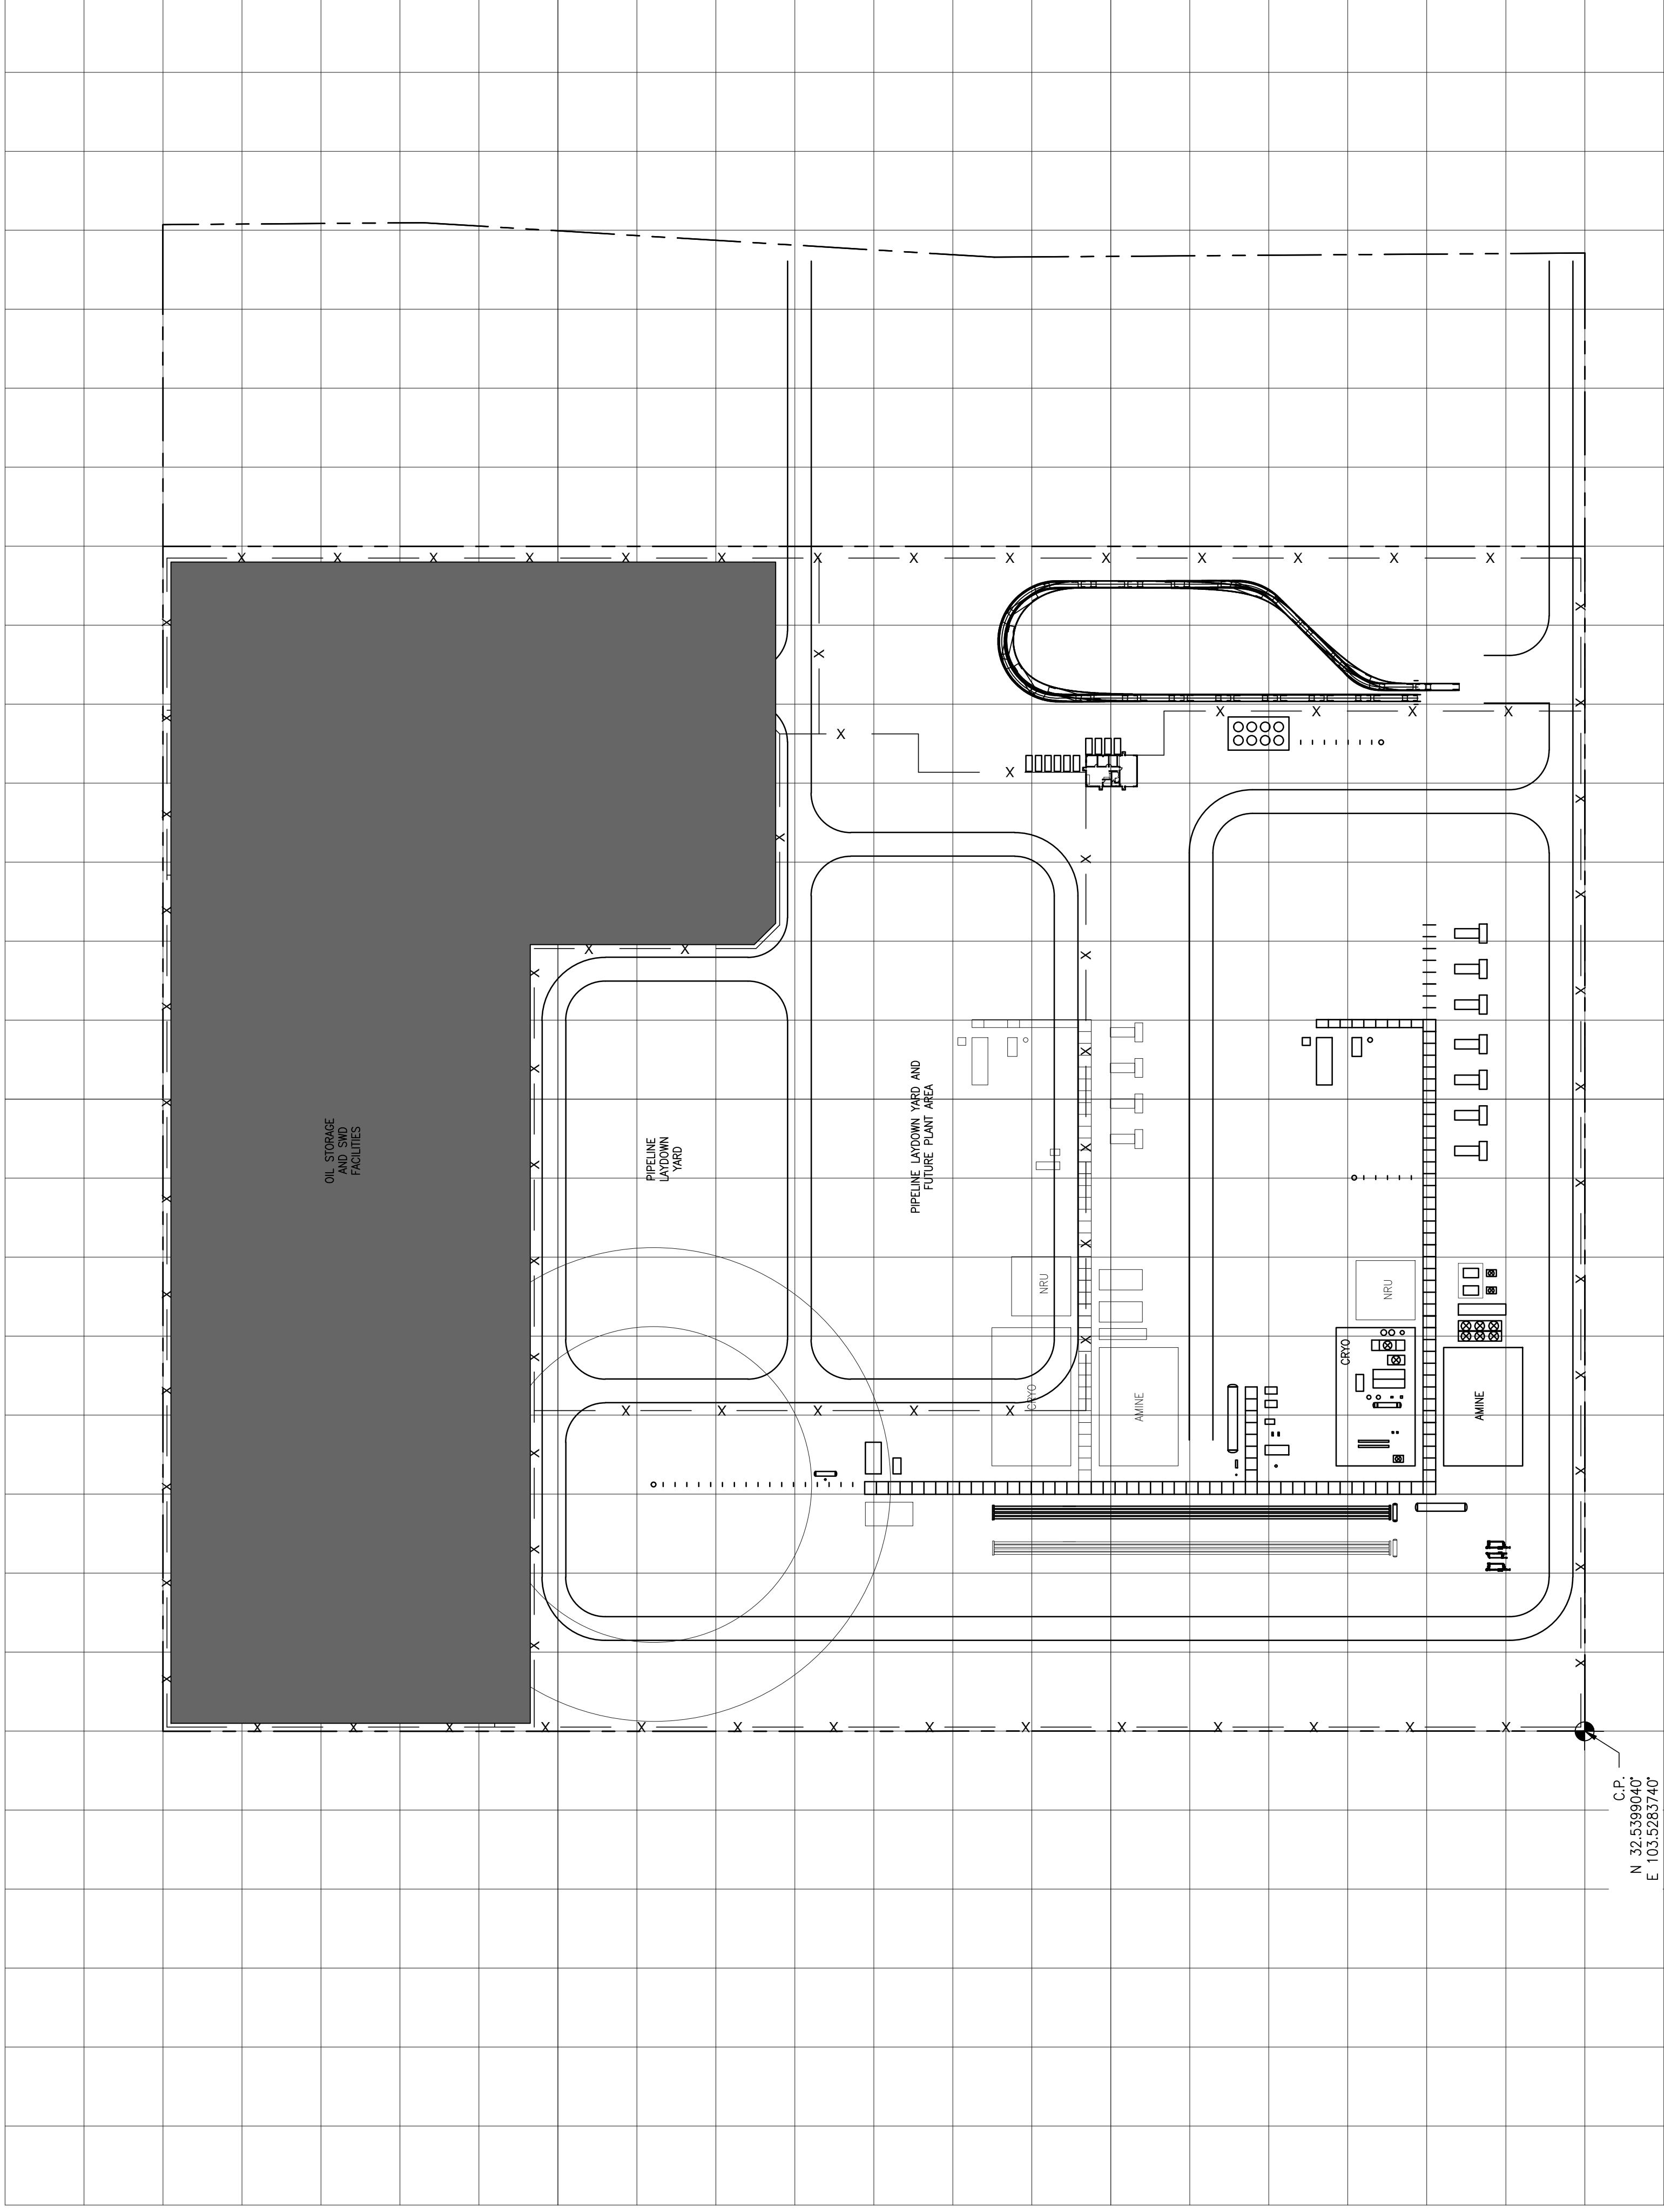 OIL STORAGE
AND SWD
FACILITIES
PIPELINE
LAYDOWN
YARD
PIPELINE LAYDOWN YARD AND
FUTURE PLANT AREA
NRU
CRYO
AMINE
NRU
CRYO
AMINE
C.P.
N 32.5399040°
E 103.5283740°